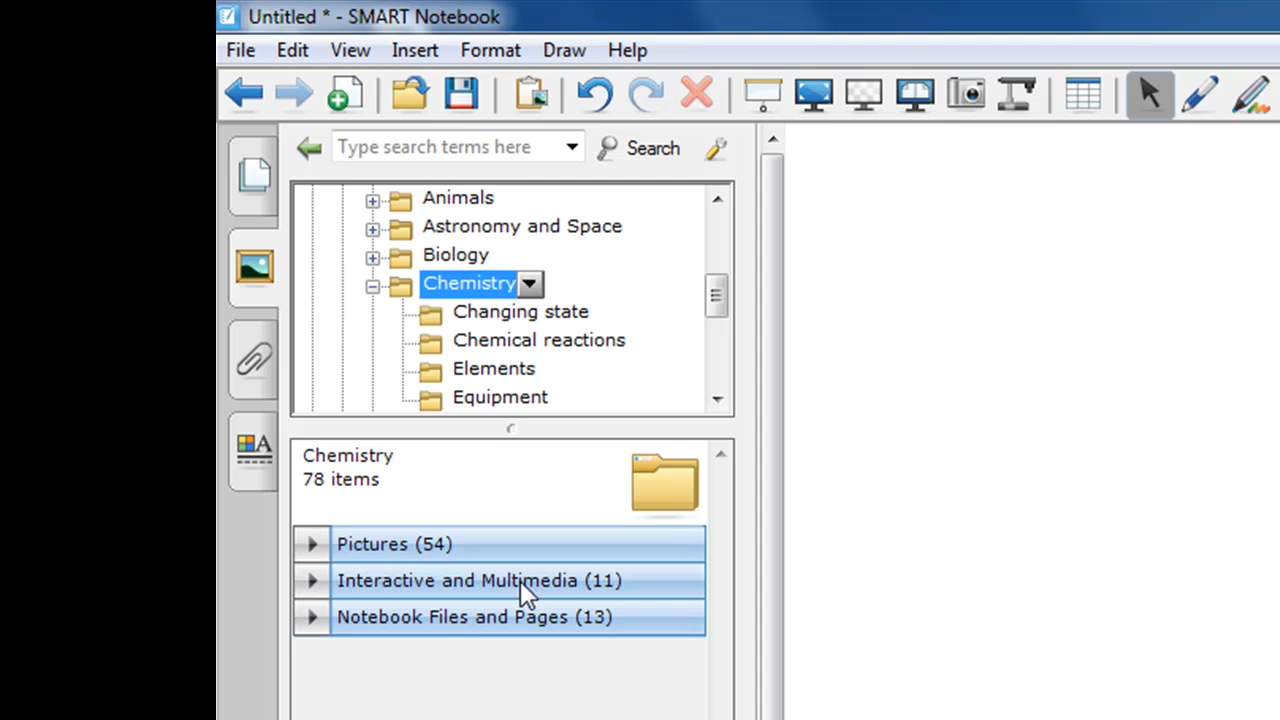 Untitled * - SMART Notebook
File Edit View Insert Format Draw Help
Type search terms here Search
Animals
Astronomy and Space
Biology
Chemistry
Changing state
Chemical reactions
Elements
Equipment
Chemistry
78 items
Pictures (54)
Interactive and Multimedia (11)
Notebook Files and Pages (13)